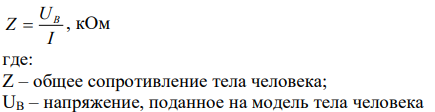 Z = U_B / I, кОм
где:
Z – общее сопротивление тела человека;
U_B – напряжение, поданное на модель тела человека